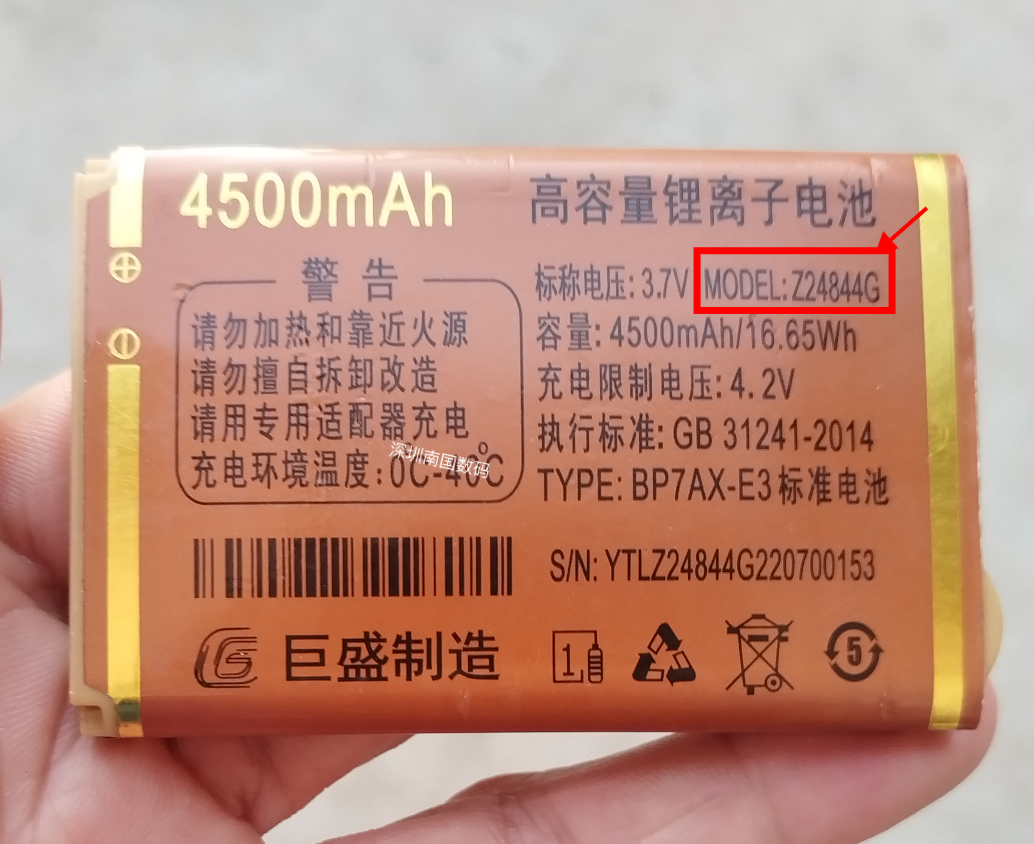 4500mAh
高容量锂离子电池
警告
请勿加热和靠近火源
请勿擅自拆卸改造
请用专用适配器充电
充电环境温度:0C-40°C
深圳南国数码
标称电压:3.7V MODEL:Z24844G
容量:4500mAh/16.65Wh
充电限制电压:4.2V
执行标准:GB 31241-2014
TYPE:BP7AX-E3标准电池
S/N:YTLZ24844G220700153
巨盛制造
1
5